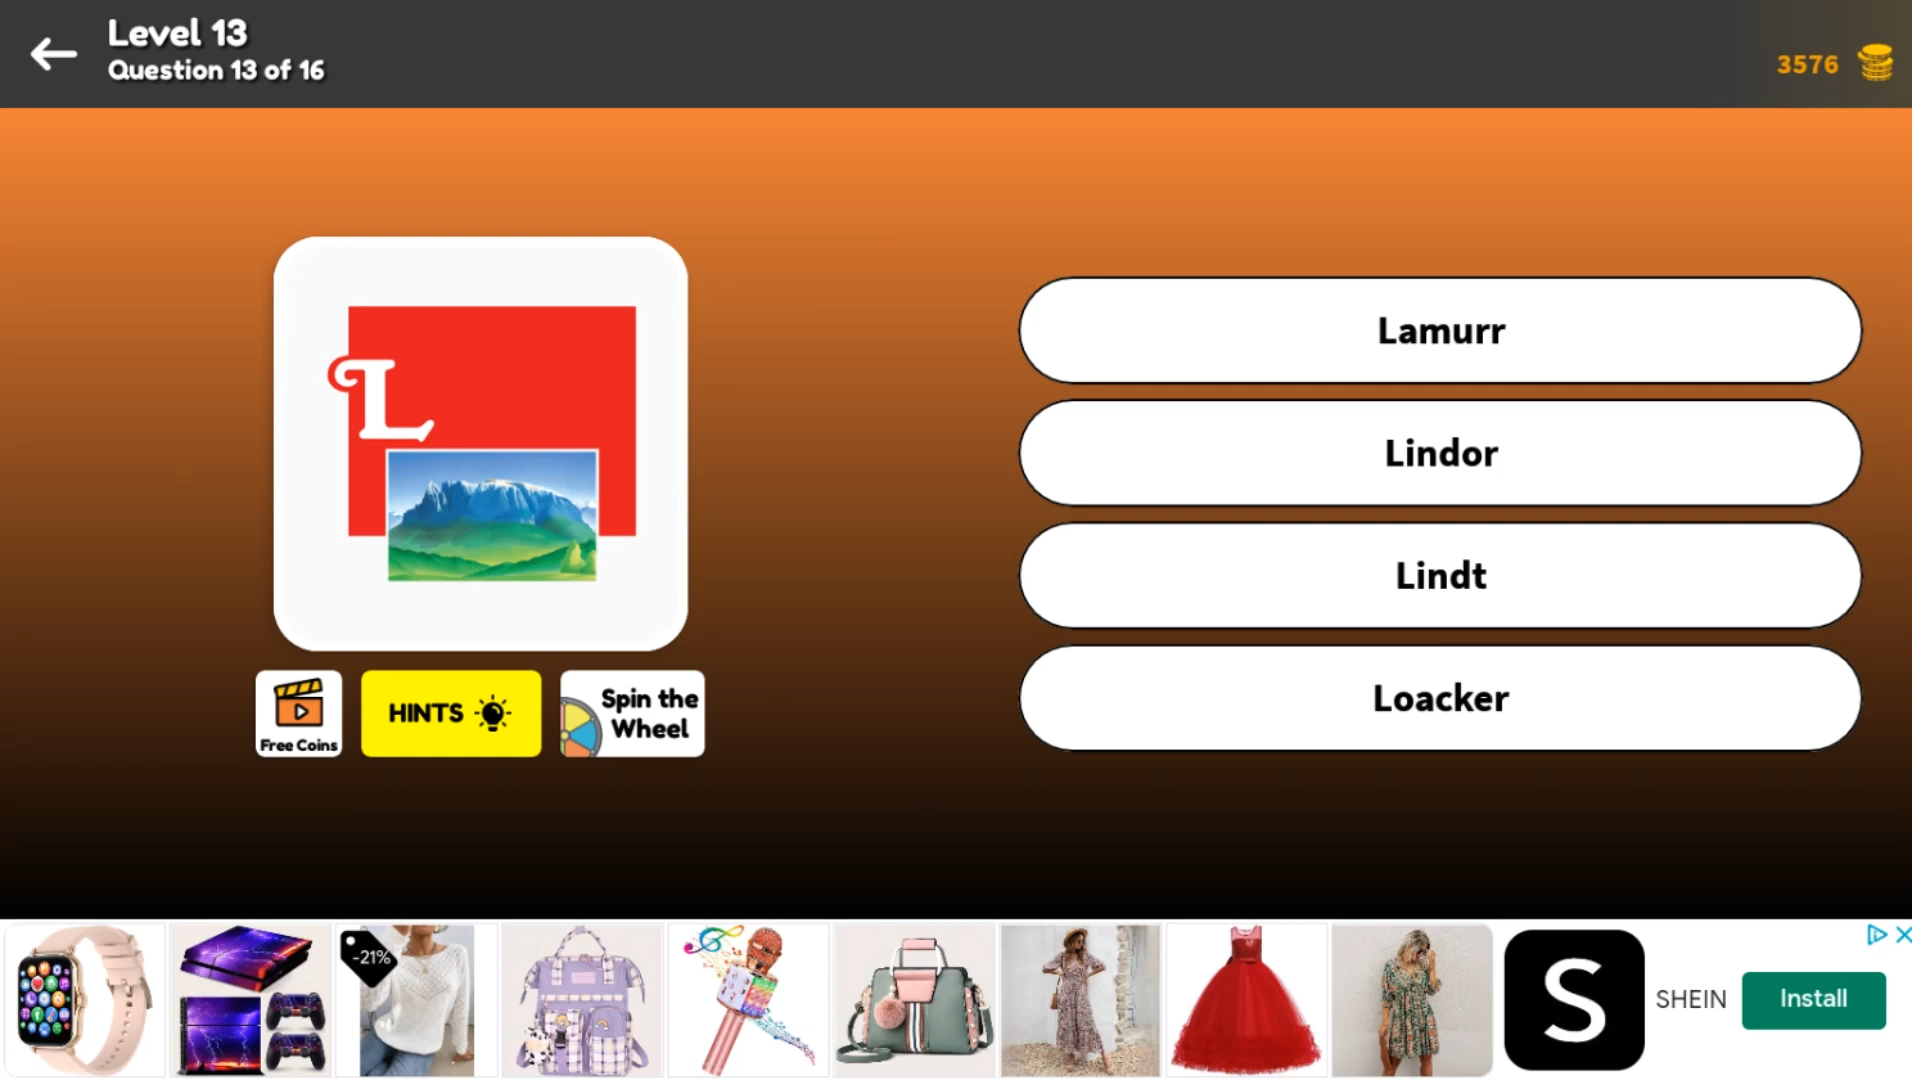 Level 13
Question 13 of 16
3576
L
Lamurr
Lindor
Lindt
Loacker
Free Coins
HINTS
Spin the
Wheel
-21%
S
SHEIN
Install